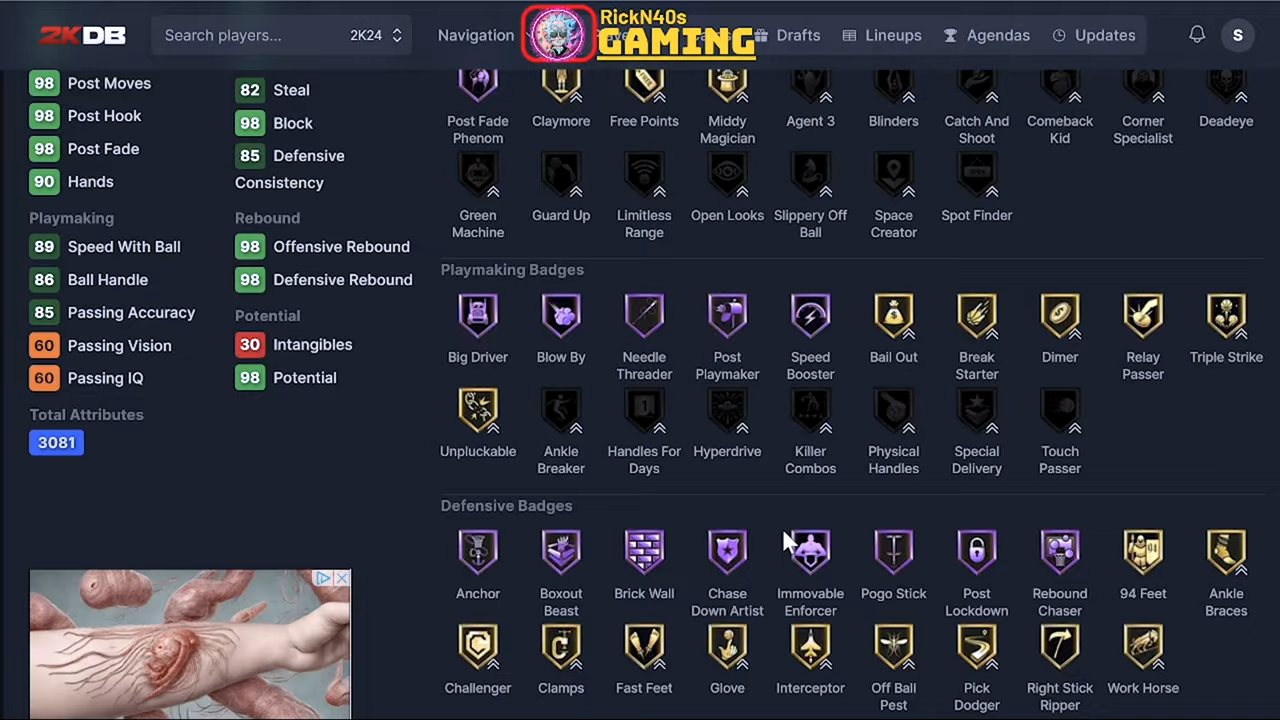 2KDB
Search players...
2K24
Navigation
RickN40s
GAMING
Drafts
Lineups
Agendas
Updates
S
98 Post Moves
98 Post Hook
98 Post Fade
90 Hands
Playmaking
89 Speed With Ball
86 Ball Handle
85 Passing Accuracy
60 Passing Vision
60 Passing IQ
Total Attributes
3081
82 Steal
98 Block
85 Defensive
Consistency
Rebound
98 Offensive Rebound
98 Defensive Rebound
Potential
30 Intangibles
98 Potential
Post Fade
Phenom
Claymore
Free Points
Middy
Magician
Agent 3
Blinders
Catch And
Shoot
Comeback
Kid
Corner
Specialist
Deadeye
Green
Machine
Guard Up
Limitless
Range
Open Looks
Slippery Off
Ball
Space
Creator
Spot Finder
Playmaking Badges
Big Driver
Blow By
Needle
Threader
Post
Playmaker
Speed
Booster
Bail Out
Break
Starter
Dimer
Relay
Passer
Triple Strike
Unpluckable
Ankle
Breaker
Handles For
Days
Hyperdrive
Killer
Combos
Physical
Handles
Special
Delivery
Touch
Passer
Defensive Badges
Anchor
Boxout
Beast
Brick Wall
Chase
Down Artist
Immovable
Enforcer
Pogo Stick
Post
Lockdown
Rebound
Chaser
94 Feet
Ankle
Braces
Challenger
Clamps
Fast Feet
Glove
Interceptor
Off Ball
Pest
Pick
Dodger
Right Stick
Ripper
Work Horse